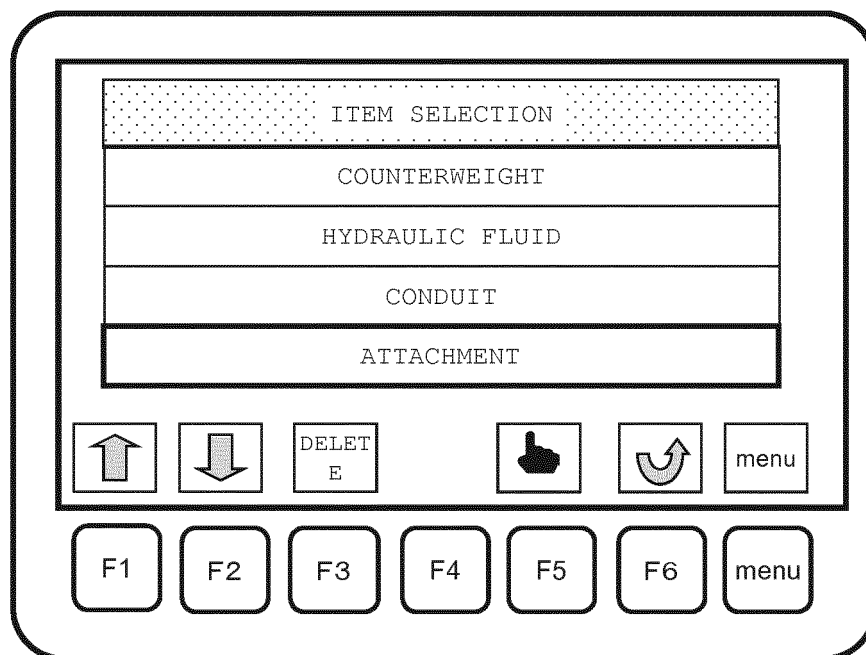 ITEM SELECTION
COUNTERWEIGHT
HYDRAULIC FLUID
CONDUIT
ATTACHMENT
DELET
E
menu
F1 F2 F3 F4 F5 F6 menu